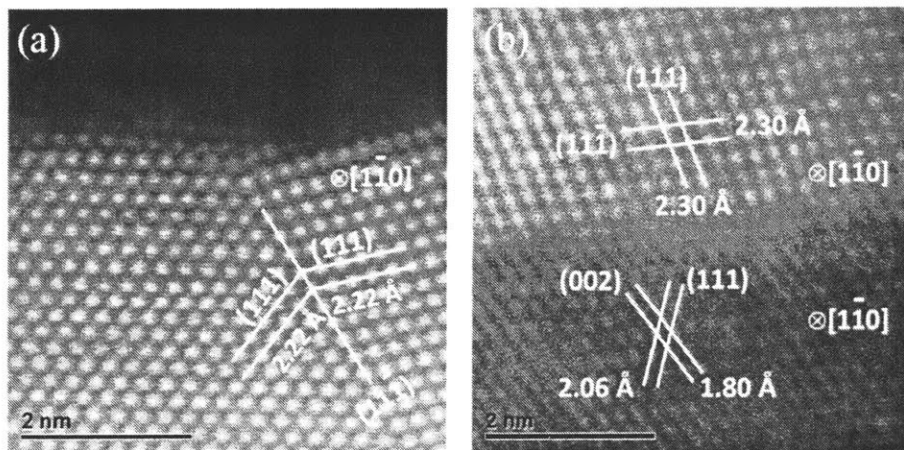 (a)
⊗[11̄0]
(111)
(111)
2.22 Å
2.22 Å
2 nm
(b)
(111)
(111̄)
2.30 Å
2.30 Å
⊗[11̄0]
(002)
(111)
⊗[11̄0]
2.06 Å
1.80 Å
2 nm